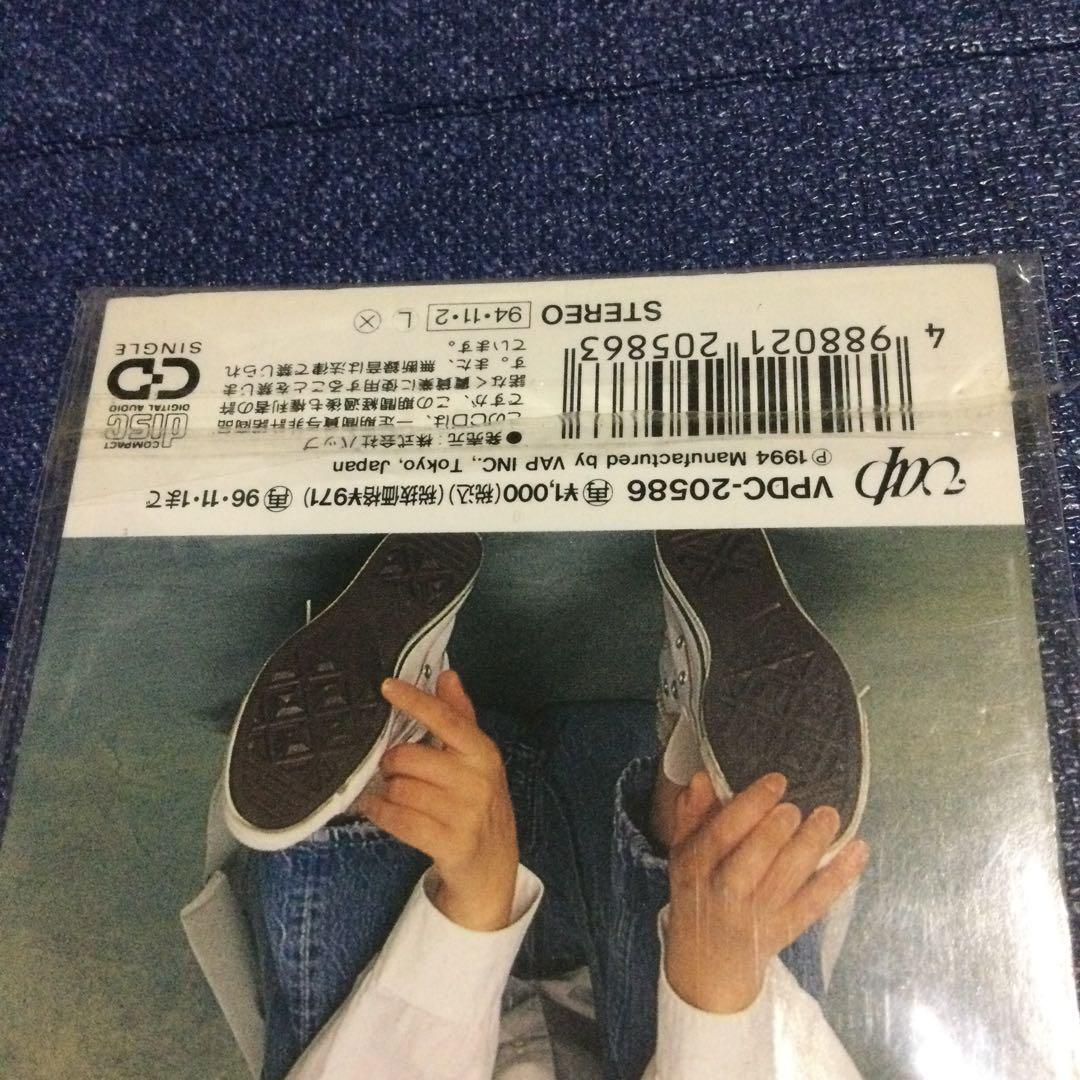 vap
VPDC-20586 再¥1,000(税込)(税抜価格¥971) 再96・11・1まで
Ⓟ1994 Manufactured by VAP INC., Tokyo, Japan
4 988021 205863
STEREO 94・11・2 L Ⓧ
●発売元:株式会社バップ
このCDは、一定期間貸与非許諾商品
ですが、この期間経過後も権利者の許
諾なく賃貸業に使用することを禁じま
す。また、無断録音は法律で禁じられ
ています。
COMPACT
disc
DIGITAL AUDIO
CD
SINGLE